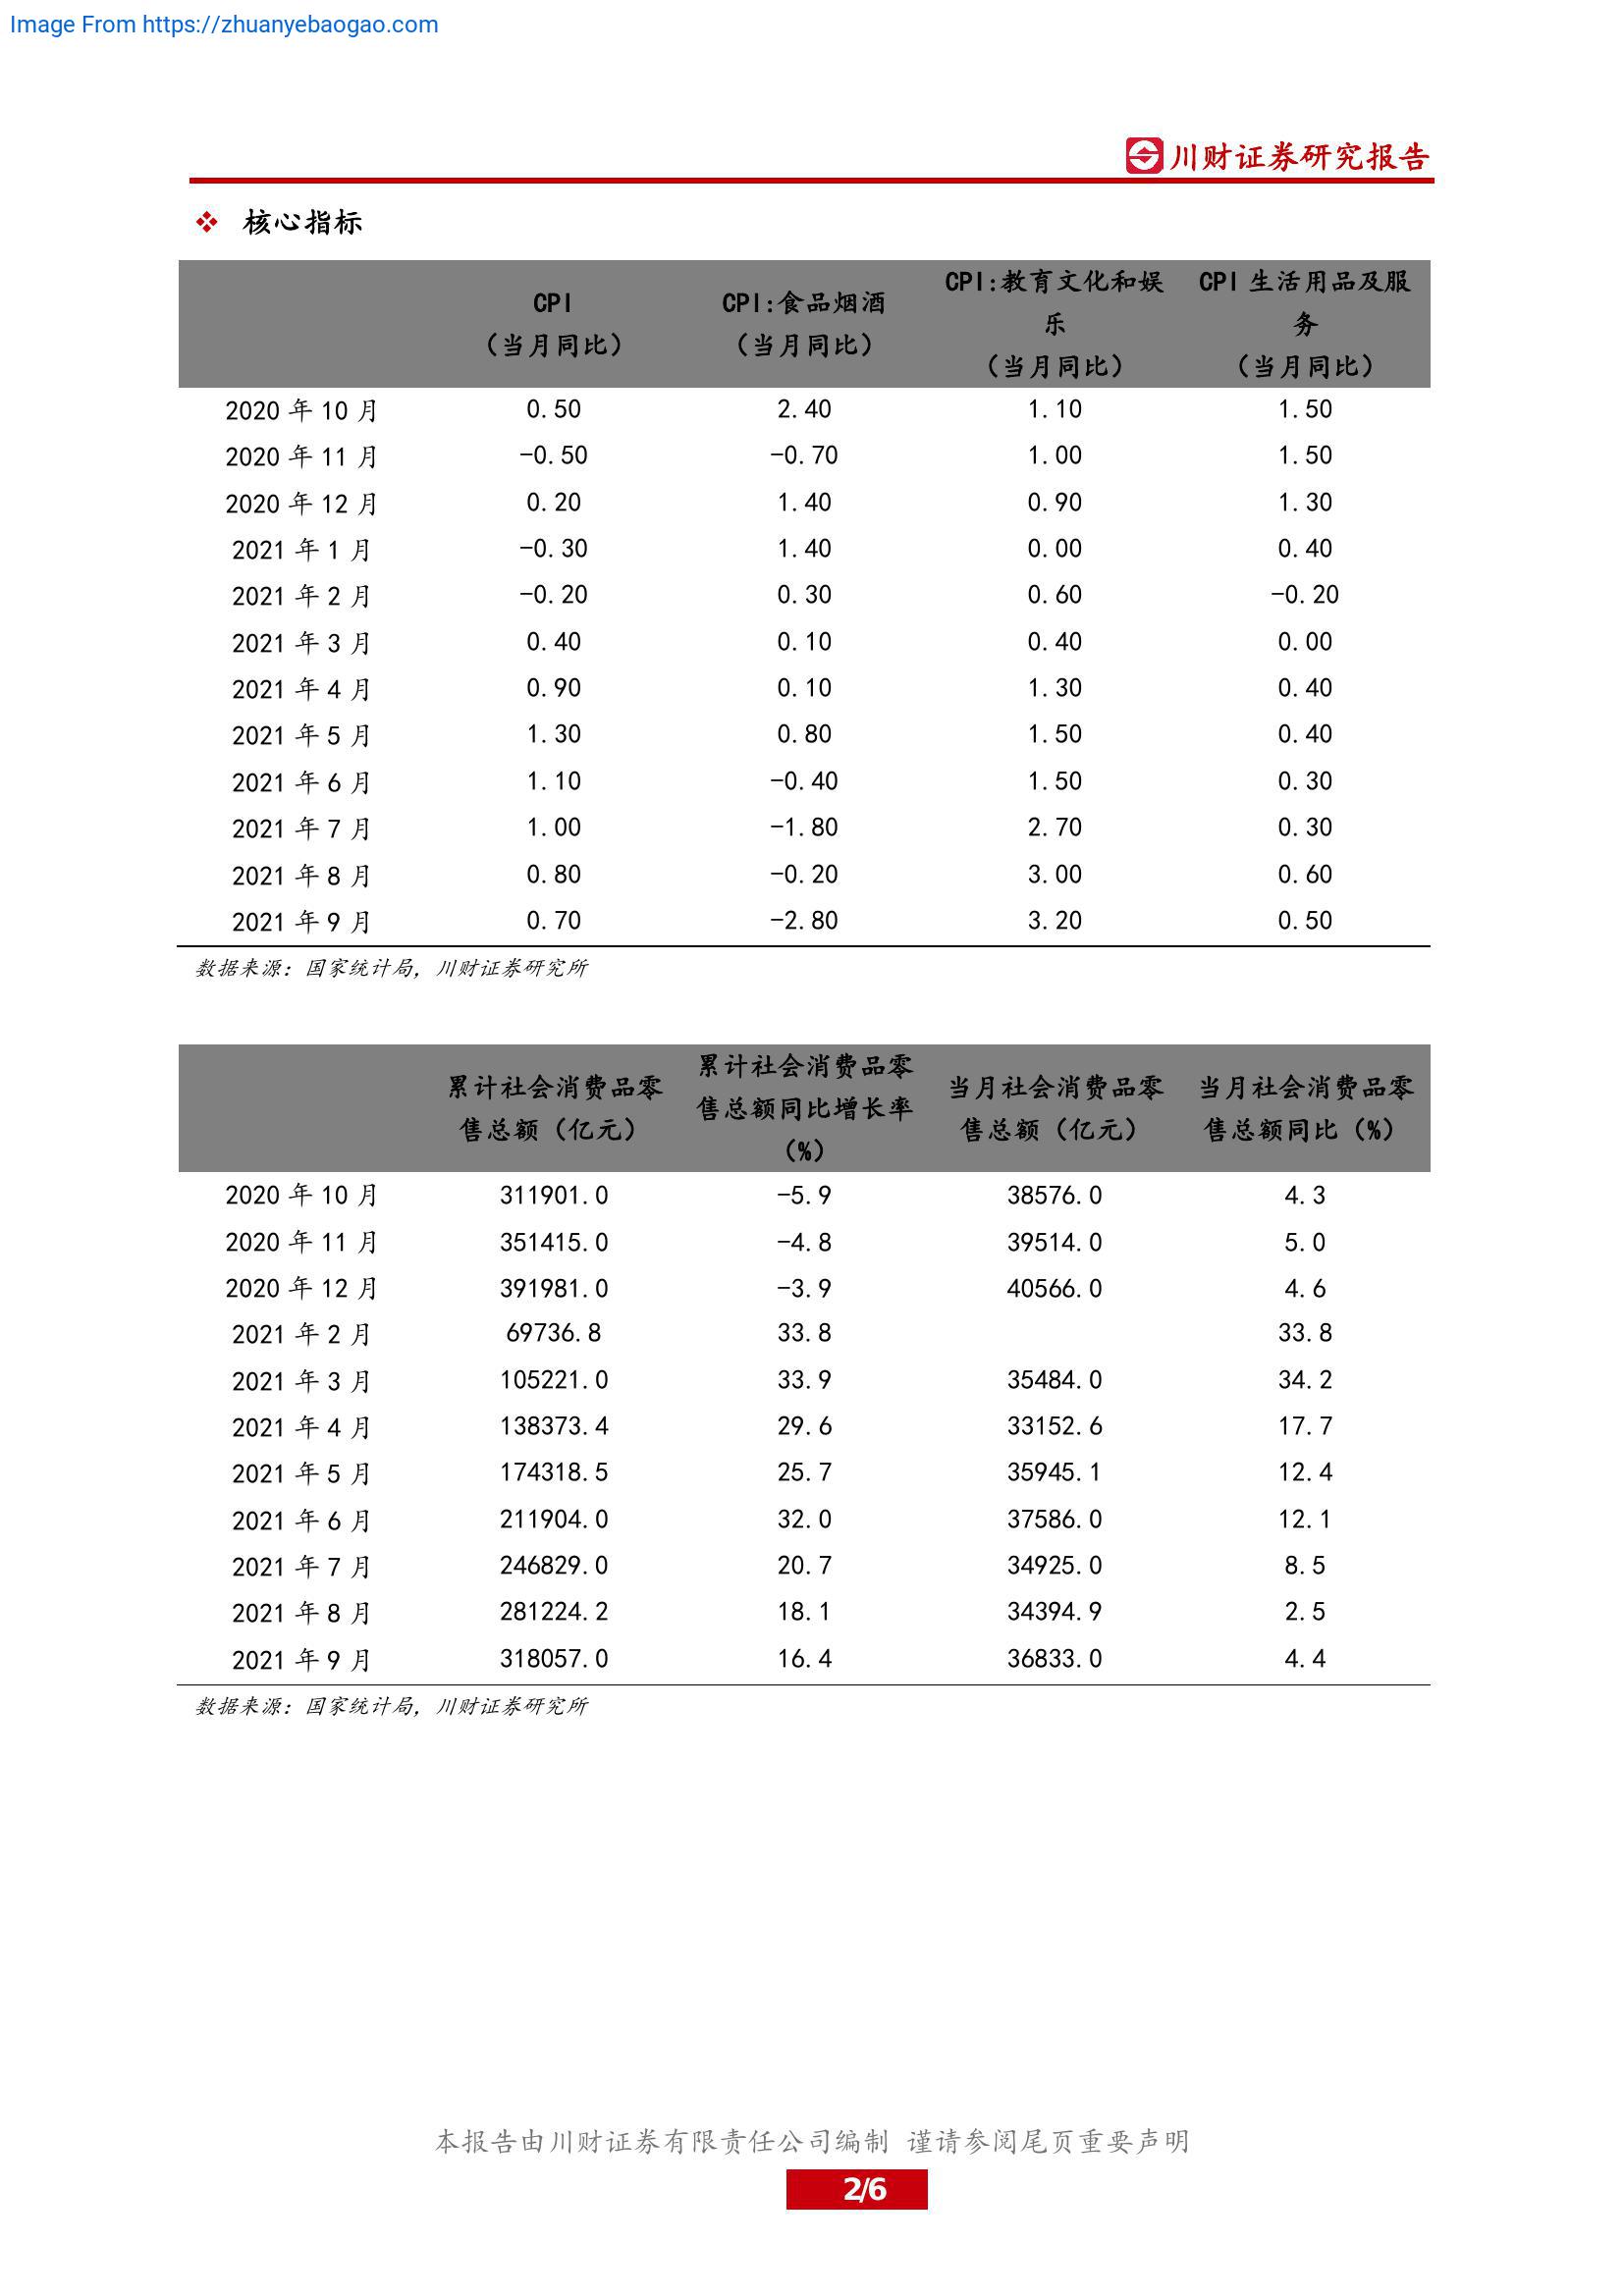 Image From https://zhuanyebaogao.com
川财证券研究报告
核心指标
CPI
（当月同比）
CPI:食品烟酒
（当月同比）
CPI:教育文化和娱
乐
（当月同比）
CPI 生活用品及服
务
（当月同比）
2020 年 10 月 0.50 2.40 1.10 1.50
2020 年 11 月 -0.50 -0.70 1.00 1.50
2020 年 12 月 0.20 1.40 0.90 1.30
2021 年 1 月 -0.30 1.40 0.00 0.40
2021 年 2 月 -0.20 0.30 0.60 -0.20
2021 年 3 月 0.40 0.10 0.40 0.00
2021 年 4 月 0.90 0.10 1.30 0.40
2021 年 5 月 1.30 0.80 1.50 0.40
2021 年 6 月 1.10 -0.40 1.50 0.30
2021 年 7 月 1.00 -1.80 2.70 0.30
2021 年 8 月 0.80 -0.20 3.00 0.60
2021 年 9 月 0.70 -2.80 3.20 0.50
数据来源：国家统计局，川财证券研究所
累计社会消费品零
售总额（亿元）
累计社会消费品零
售总额同比增长率
（%）
当月社会消费品零
售总额（亿元）
当月社会消费品零
售总额同比（%）
2020 年 10 月 311901.0 -5.9 38576.0 4.3
2020 年 11 月 351415.0 -4.8 39514.0 5.0
2020 年 12 月 391981.0 -3.9 40566.0 4.6
2021 年 2 月 69736.8 33.8 33.8
2021 年 3 月 105221.0 33.9 35484.0 34.2
2021 年 4 月 138373.4 29.6 33152.6 17.7
2021 年 5 月 174318.5 25.7 35945.1 12.4
2021 年 6 月 211904.0 32.0 37586.0 12.1
2021 年 7 月 246829.0 20.7 34925.0 8.5
2021 年 8 月 281224.2 18.1 34394.9 2.5
2021 年 9 月 318057.0 16.4 36833.0 4.4
数据来源：国家统计局，川财证券研究所
本报告由川财证券有限责任公司编制 谨请参阅尾页重要声明
2/6